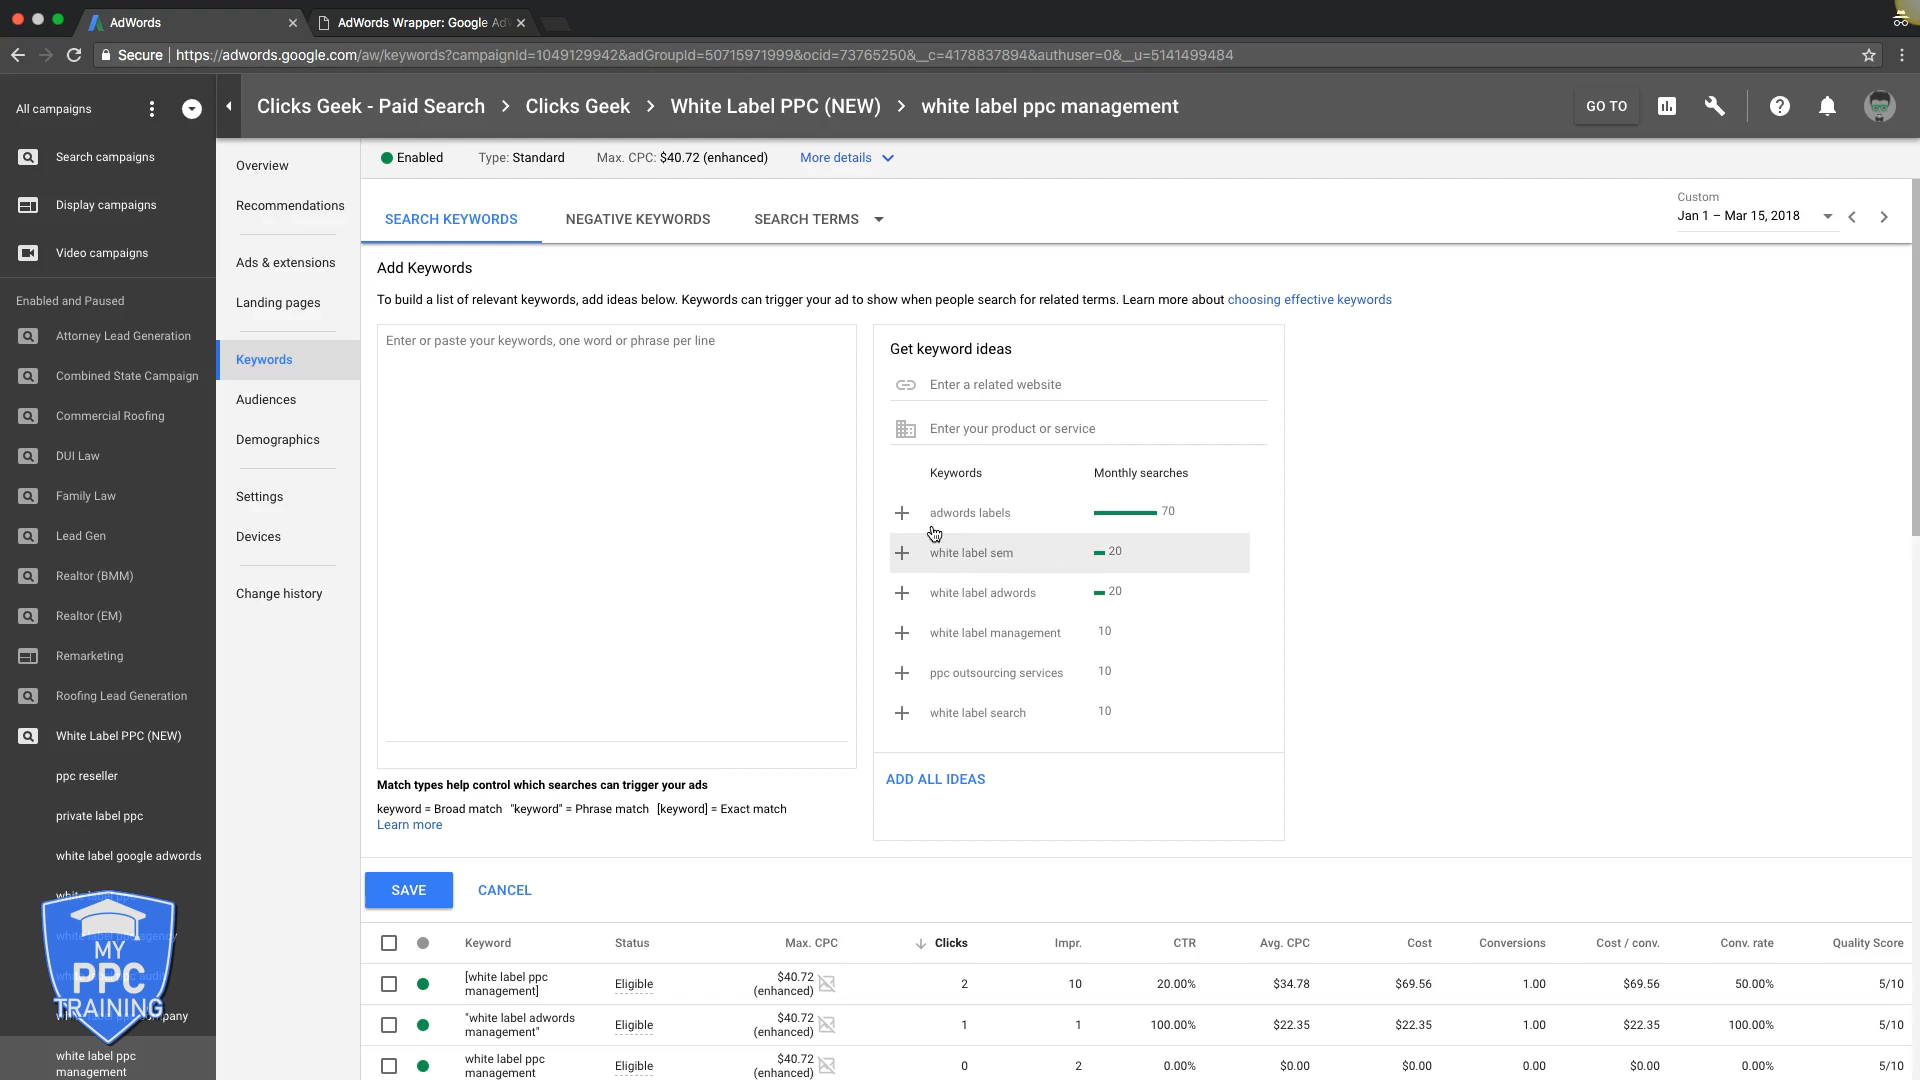 AdWords
AdWords Wrapper: Google Ad
Secure
https://adwords.google.com/aw/keywords?campaignId=1049129942&adGroupId=50715971999&ocid=73765250&__c=4178837894&authuser=0&__u=5141499484
All campaigns
Clicks Geek - Paid Search > Clicks Geek > White Label PPC (NEW) > white label ppc management
GO TO
Search campaigns
Display campaigns
Video campaigns
Enabled and Paused
Attorney Lead Generation
Combined State Campaign
Commercial Roofing
DUI Law
Family Law
Lead Gen
Realtor (BMM)
Realtor (EM)
Remarketing
Roofing Lead Generation
White Label PPC (NEW)
ppc reseller
private label ppc
white label google adwords
white label ppc
management
MY
PPC
TRAINING
Overview
Recommendations
Ads & extensions
Landing pages
Keywords
Audiences
Demographics
Settings
Devices
Change history
Enabled Type: Standard Max. CPC: $40.72 (enhanced) More details
SEARCH KEYWORDS NEGATIVE KEYWORDS SEARCH TERMS
Custom
Jan 1 – Mar 15, 2018
Add Keywords
To build a list of relevant keywords, add ideas below. Keywords can trigger your ad to show when people search for related terms. Learn more about choosing effective keywords
Enter or paste your keywords, one word or phrase per line
Get keyword ideas
Enter a related website
Enter your product or service
Keywords Monthly searches
adwords labels 70
white label sem 20
white label adwords 20
white label management 10
ppc outsourcing services 10
white label search 10
ADD ALL IDEAS
Match types help control which searches can trigger your ads
keyword = Broad match "keyword" = Phrase match [keyword] = Exact match
Learn more
SAVE CANCEL
Keyword Status Max. CPC Clicks Impr. CTR Avg. CPC Cost Conversions Cost / conv. Conv. rate Quality Score
[white label ppc
management] Eligible $40.72
(enhanced) 2 10 20.00% $34.78 $69.56 1.00 $69.56 50.00% 5/10
"white label adwords
management" Eligible $40.72
(enhanced) 1 1 100.00% $22.35 $22.35 1.00 $22.35 100.00% 5/10
white label ppc
management Eligible $40.72
(enhanced) 0 2 0.00% $0.00 $0.00 0.00 $0.00 0.00% 5/10